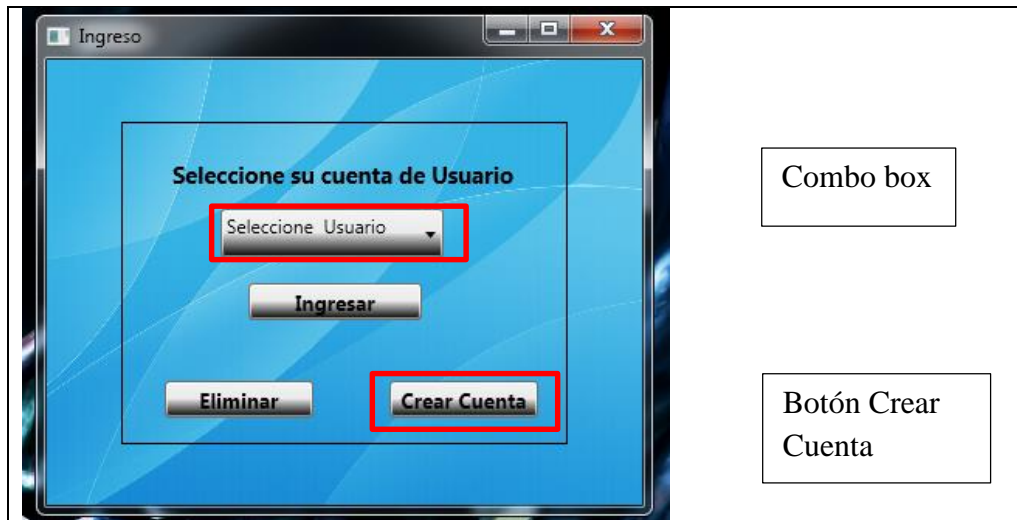 Ingreso
Seleccione su cuenta de Usuario
Combo box
Seleccione Usuario
Ingresar
Eliminar
Crear Cuenta
Botón Crear
Cuenta